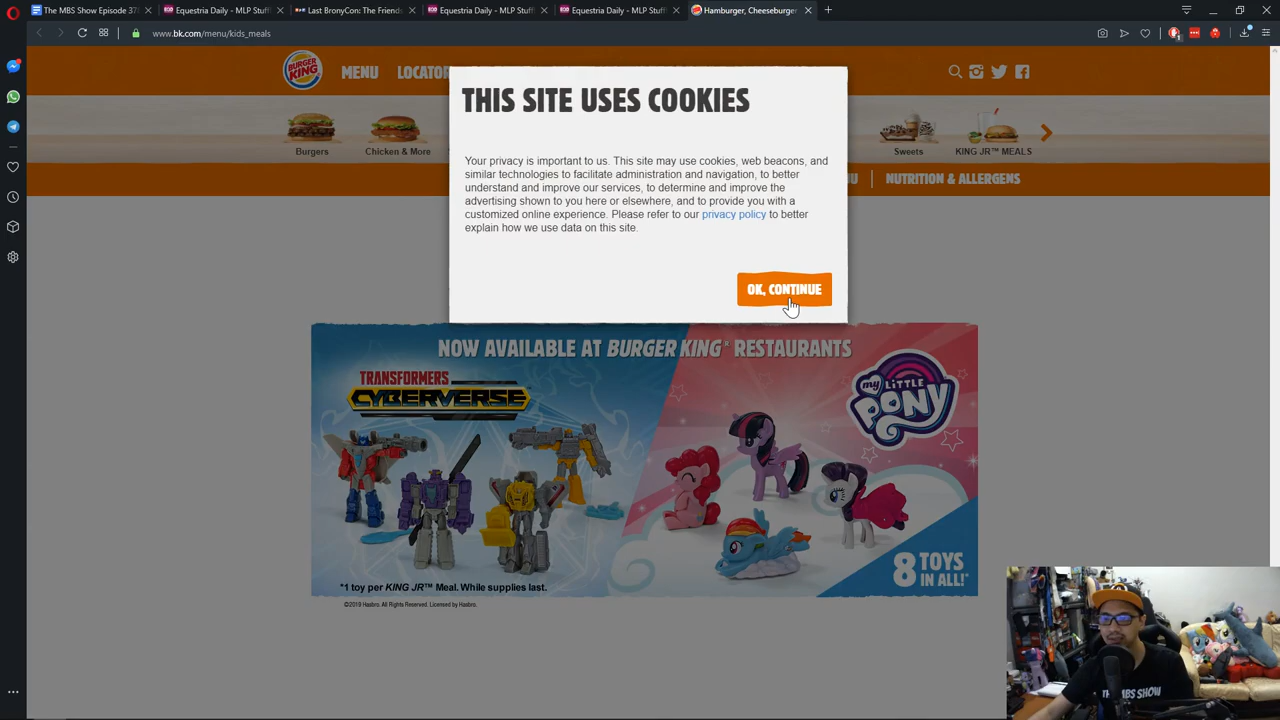 The MBS Show Episode 37
Equestria Daily - MLP Stuff
Last BronyCon: The Friends
Equestria Daily - MLP Stuff
Equestria Daily - MLP Stuff
Hamburger, Cheeseburger
www.bk.com/menu/kids_meals
1
BURGER KING
MENU
LOCATOR
THIS SITE USES COOKIES
Your privacy is important to us. This site may use cookies, web beacons, and
similar technologies to facilitate administration and navigation, to better
understand and improve our services, to determine and improve the
advertising shown to you here or elsewhere, and to provide you with a
customized online experience. Please refer to our privacy policy to better
explain how we use data on this site.
OK, CONTINUE
Burgers
Chicken & More
Sweets
KING JR™ MEALS
NUTRITION & ALLERGENS
NOW AVAILABLE AT BURGER KING® RESTAURANTS
TRANSFORMERS
CYBERVERSE
my LiTTLE
PONY
8 TOYS
IN ALL!*
*1 toy per KING JR™ Meal. While supplies last.
©2019 Hasbro. All Rights Reserved. Licensed by Hasbro.
THE MBS SHOW